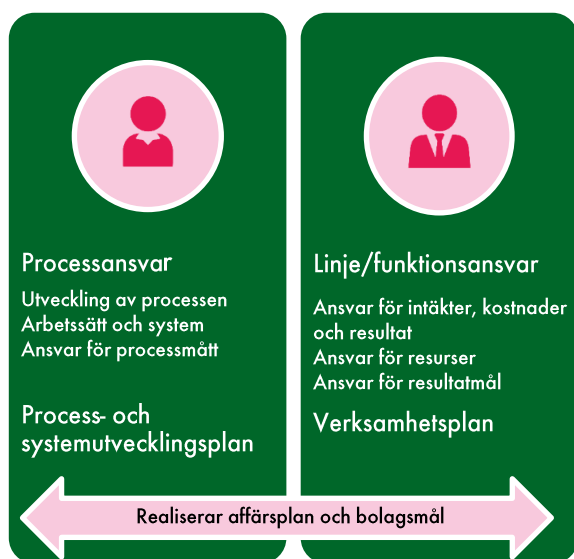 Processansvar
Utveckling av processen
Arbetssätt och system
Ansvar för processmått
Process- och
systemutvecklingsplan
Linje/funktionsansvar
Ansvar för intäkter, kostnader
och resultat
Ansvar för resurser
Ansvar för resultatmål
Verksamhetsplan
Realiserar affärsplan och bolagsmål